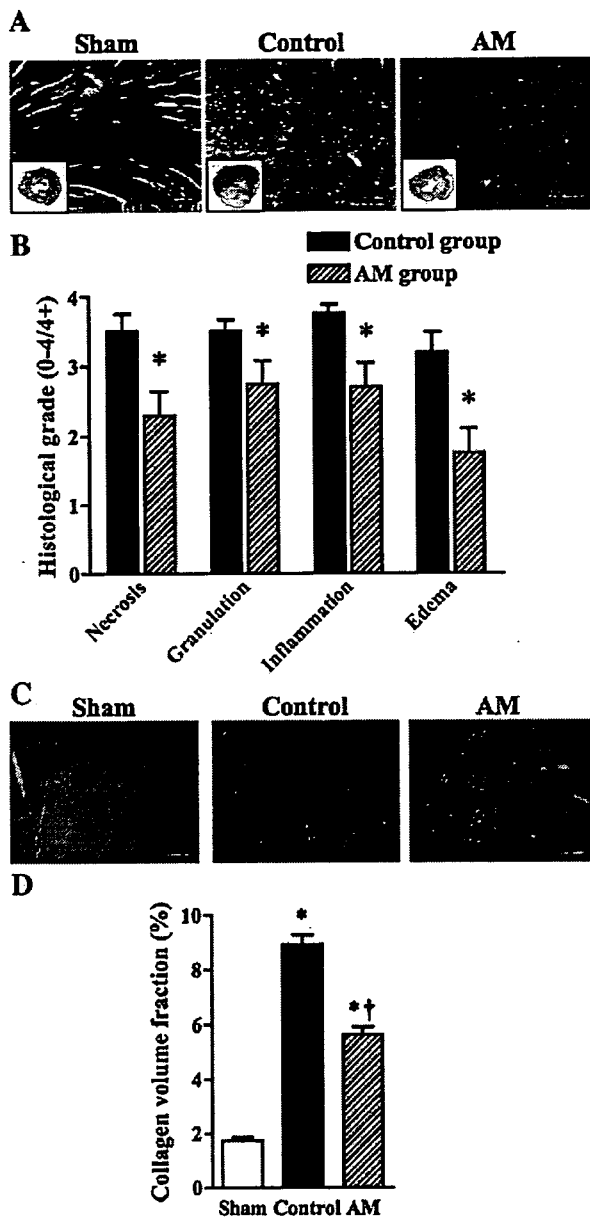 A
Sham Control AM
B
Control group
AM group
Histological grade (0-4/4+)
4
3
2
1
0
* * * *
Necrosis Granulation Inflammation Edema
C
Sham Control AM
D
Collagen volume fraction (%)
10
8
6
4
2
0
*
*†
Sham Control AM